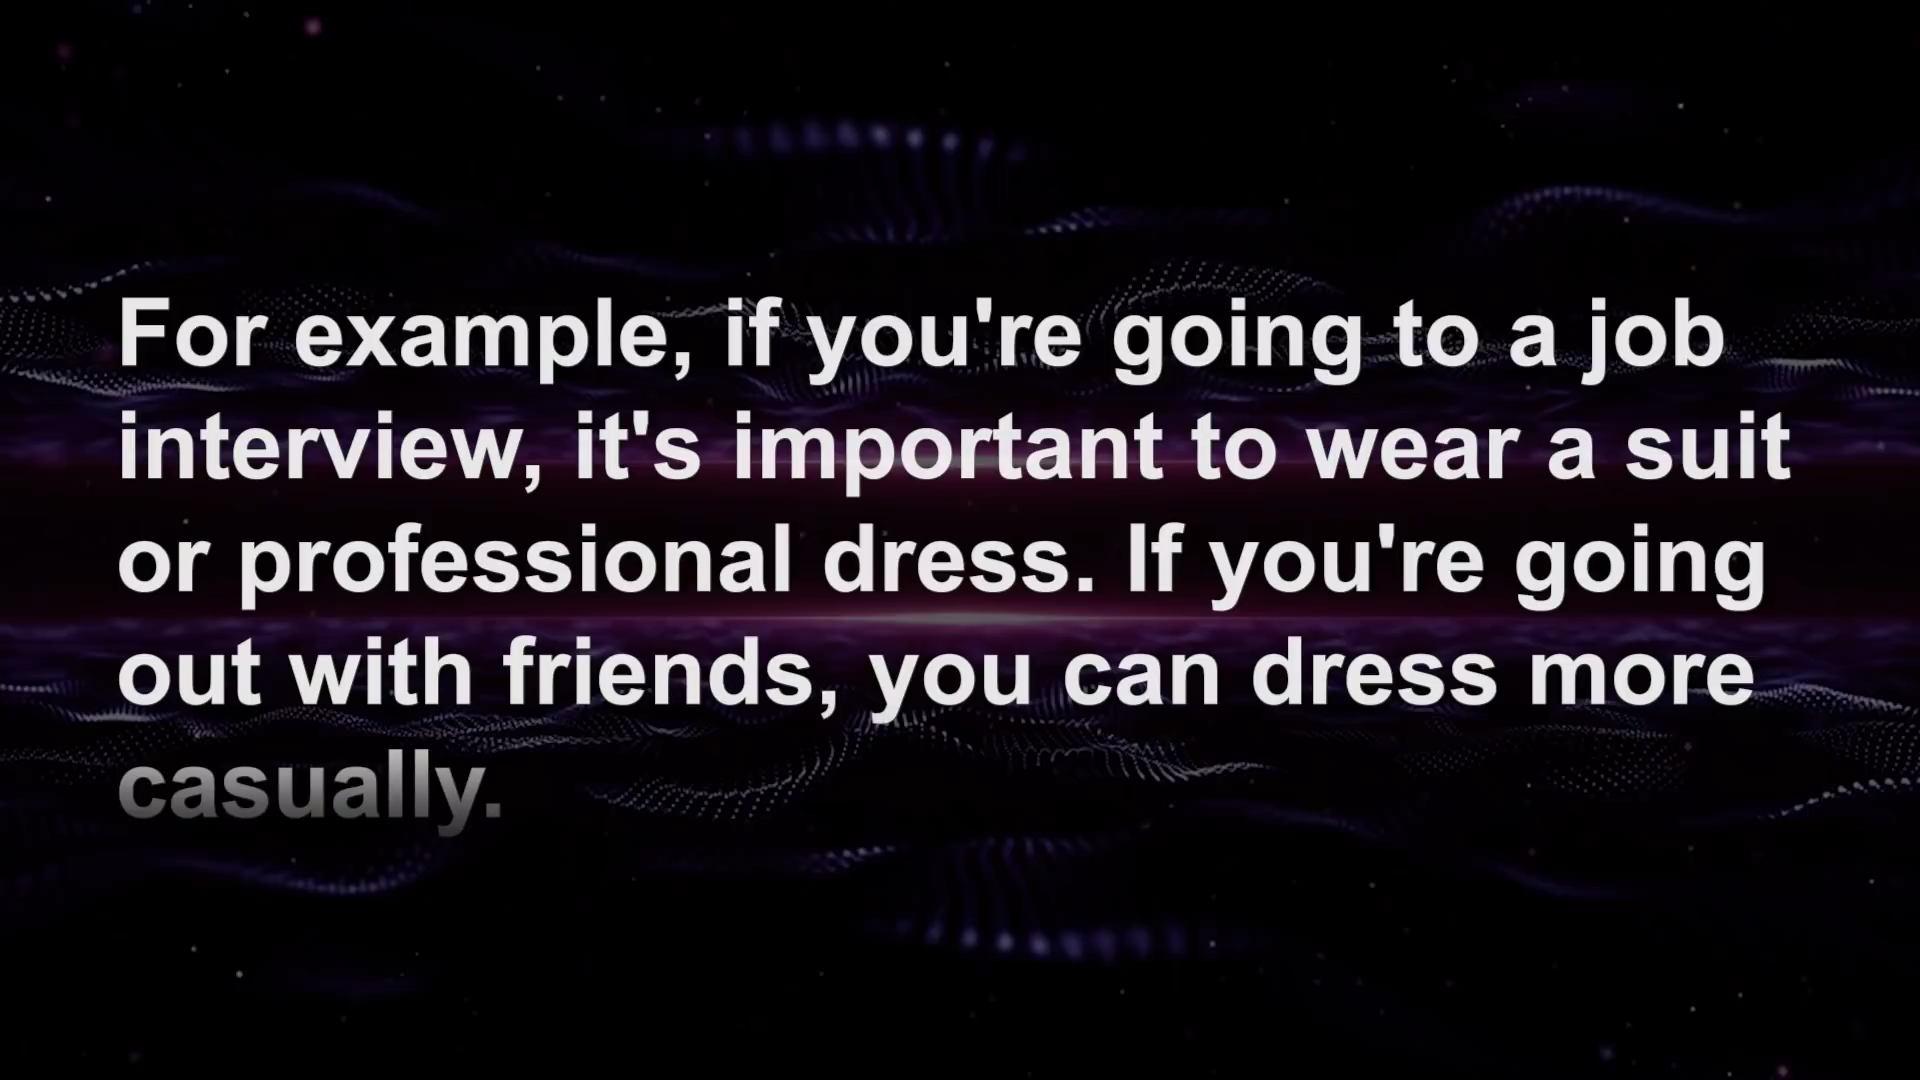 For example, if you're going to a job
interview, it's important to wear a suit
or professional dress. If you're going
out with friends, you can dress more
casually.